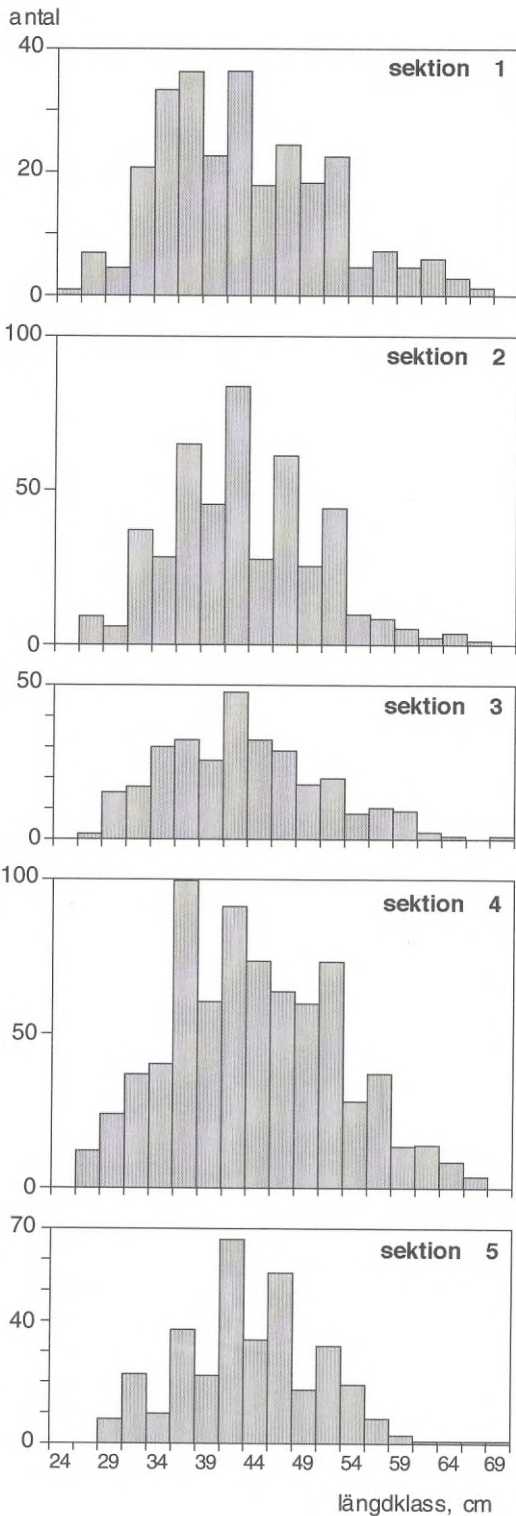 antal
40
sektion 1
20
0
100
sektion 2
50
0
50
sektion 3
0
100
sektion 4
50
0
70
sektion 5
40
0
24 29 34 39 44 49 54 59 64 69
längdklass, cm